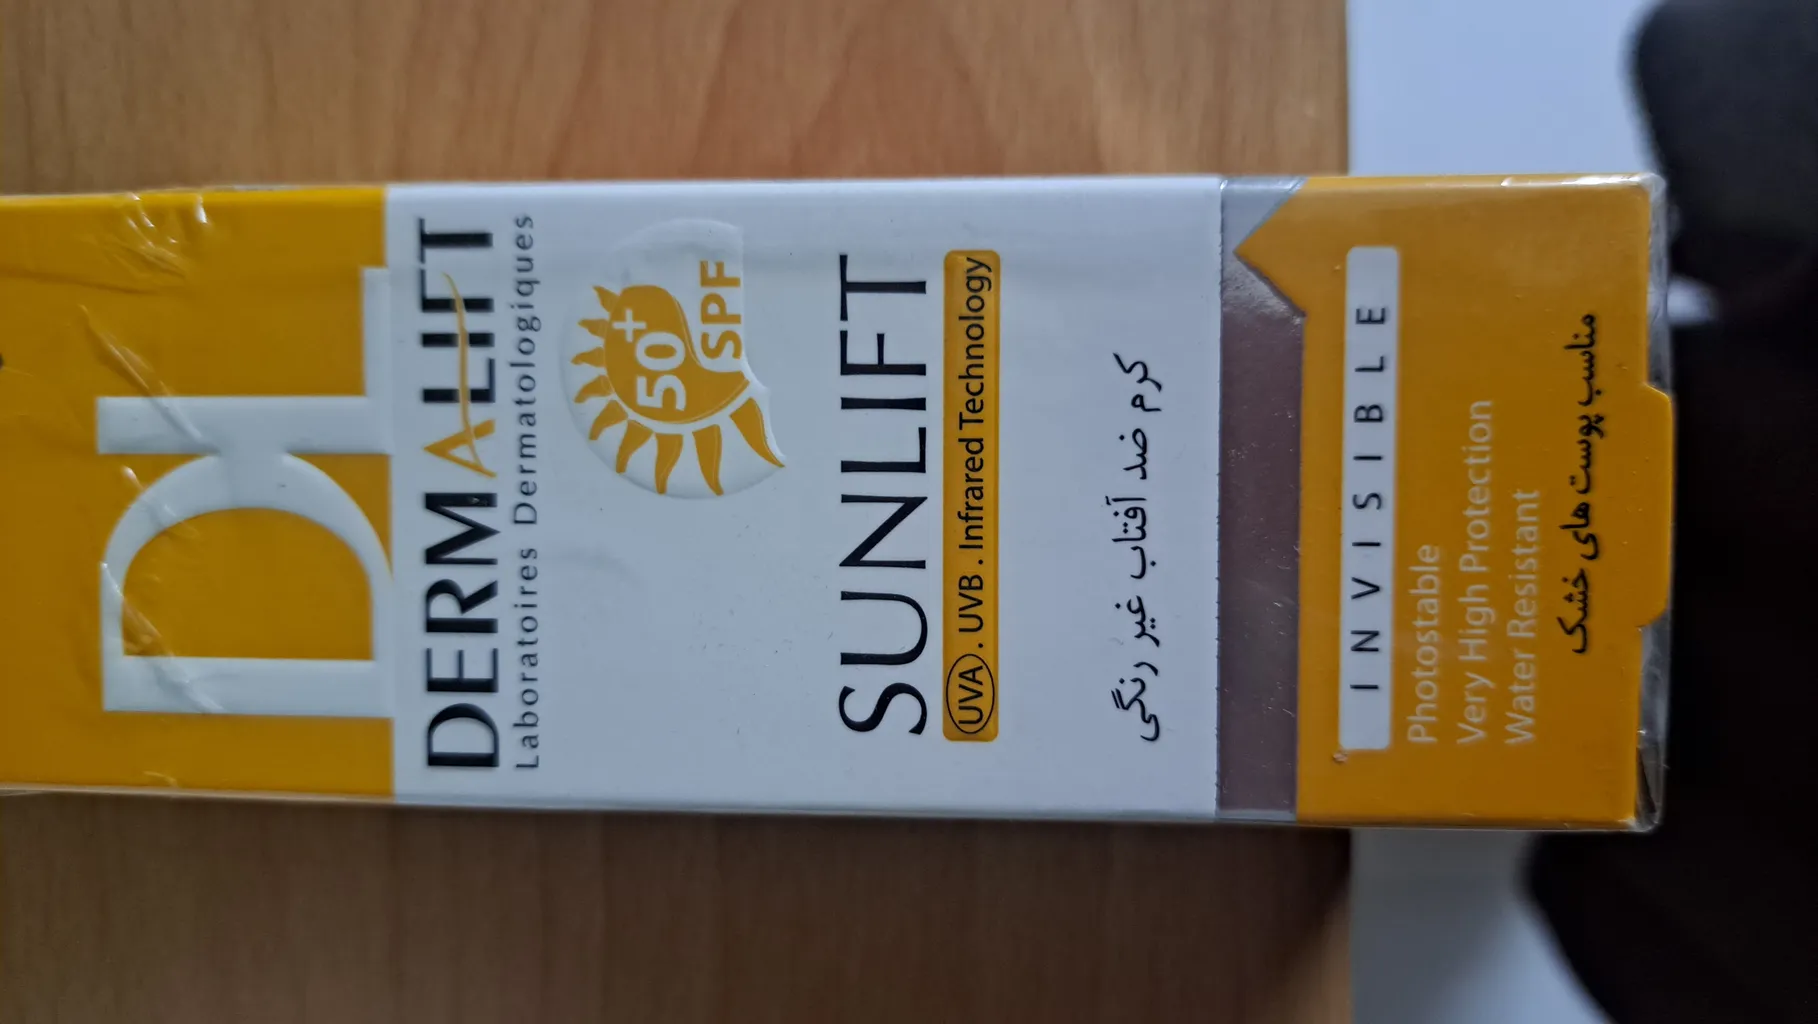 DL
DERMALIFT
Laboratoires Dermatologiques
50+
SPF
SUNLIFT
UVA . UVB . Infrared Technology
کرم ضد آفتاب غیر رنگی
INVISIBLE
Photostable
Very High Protection
Water Resistant
مناسب پوست های خشک